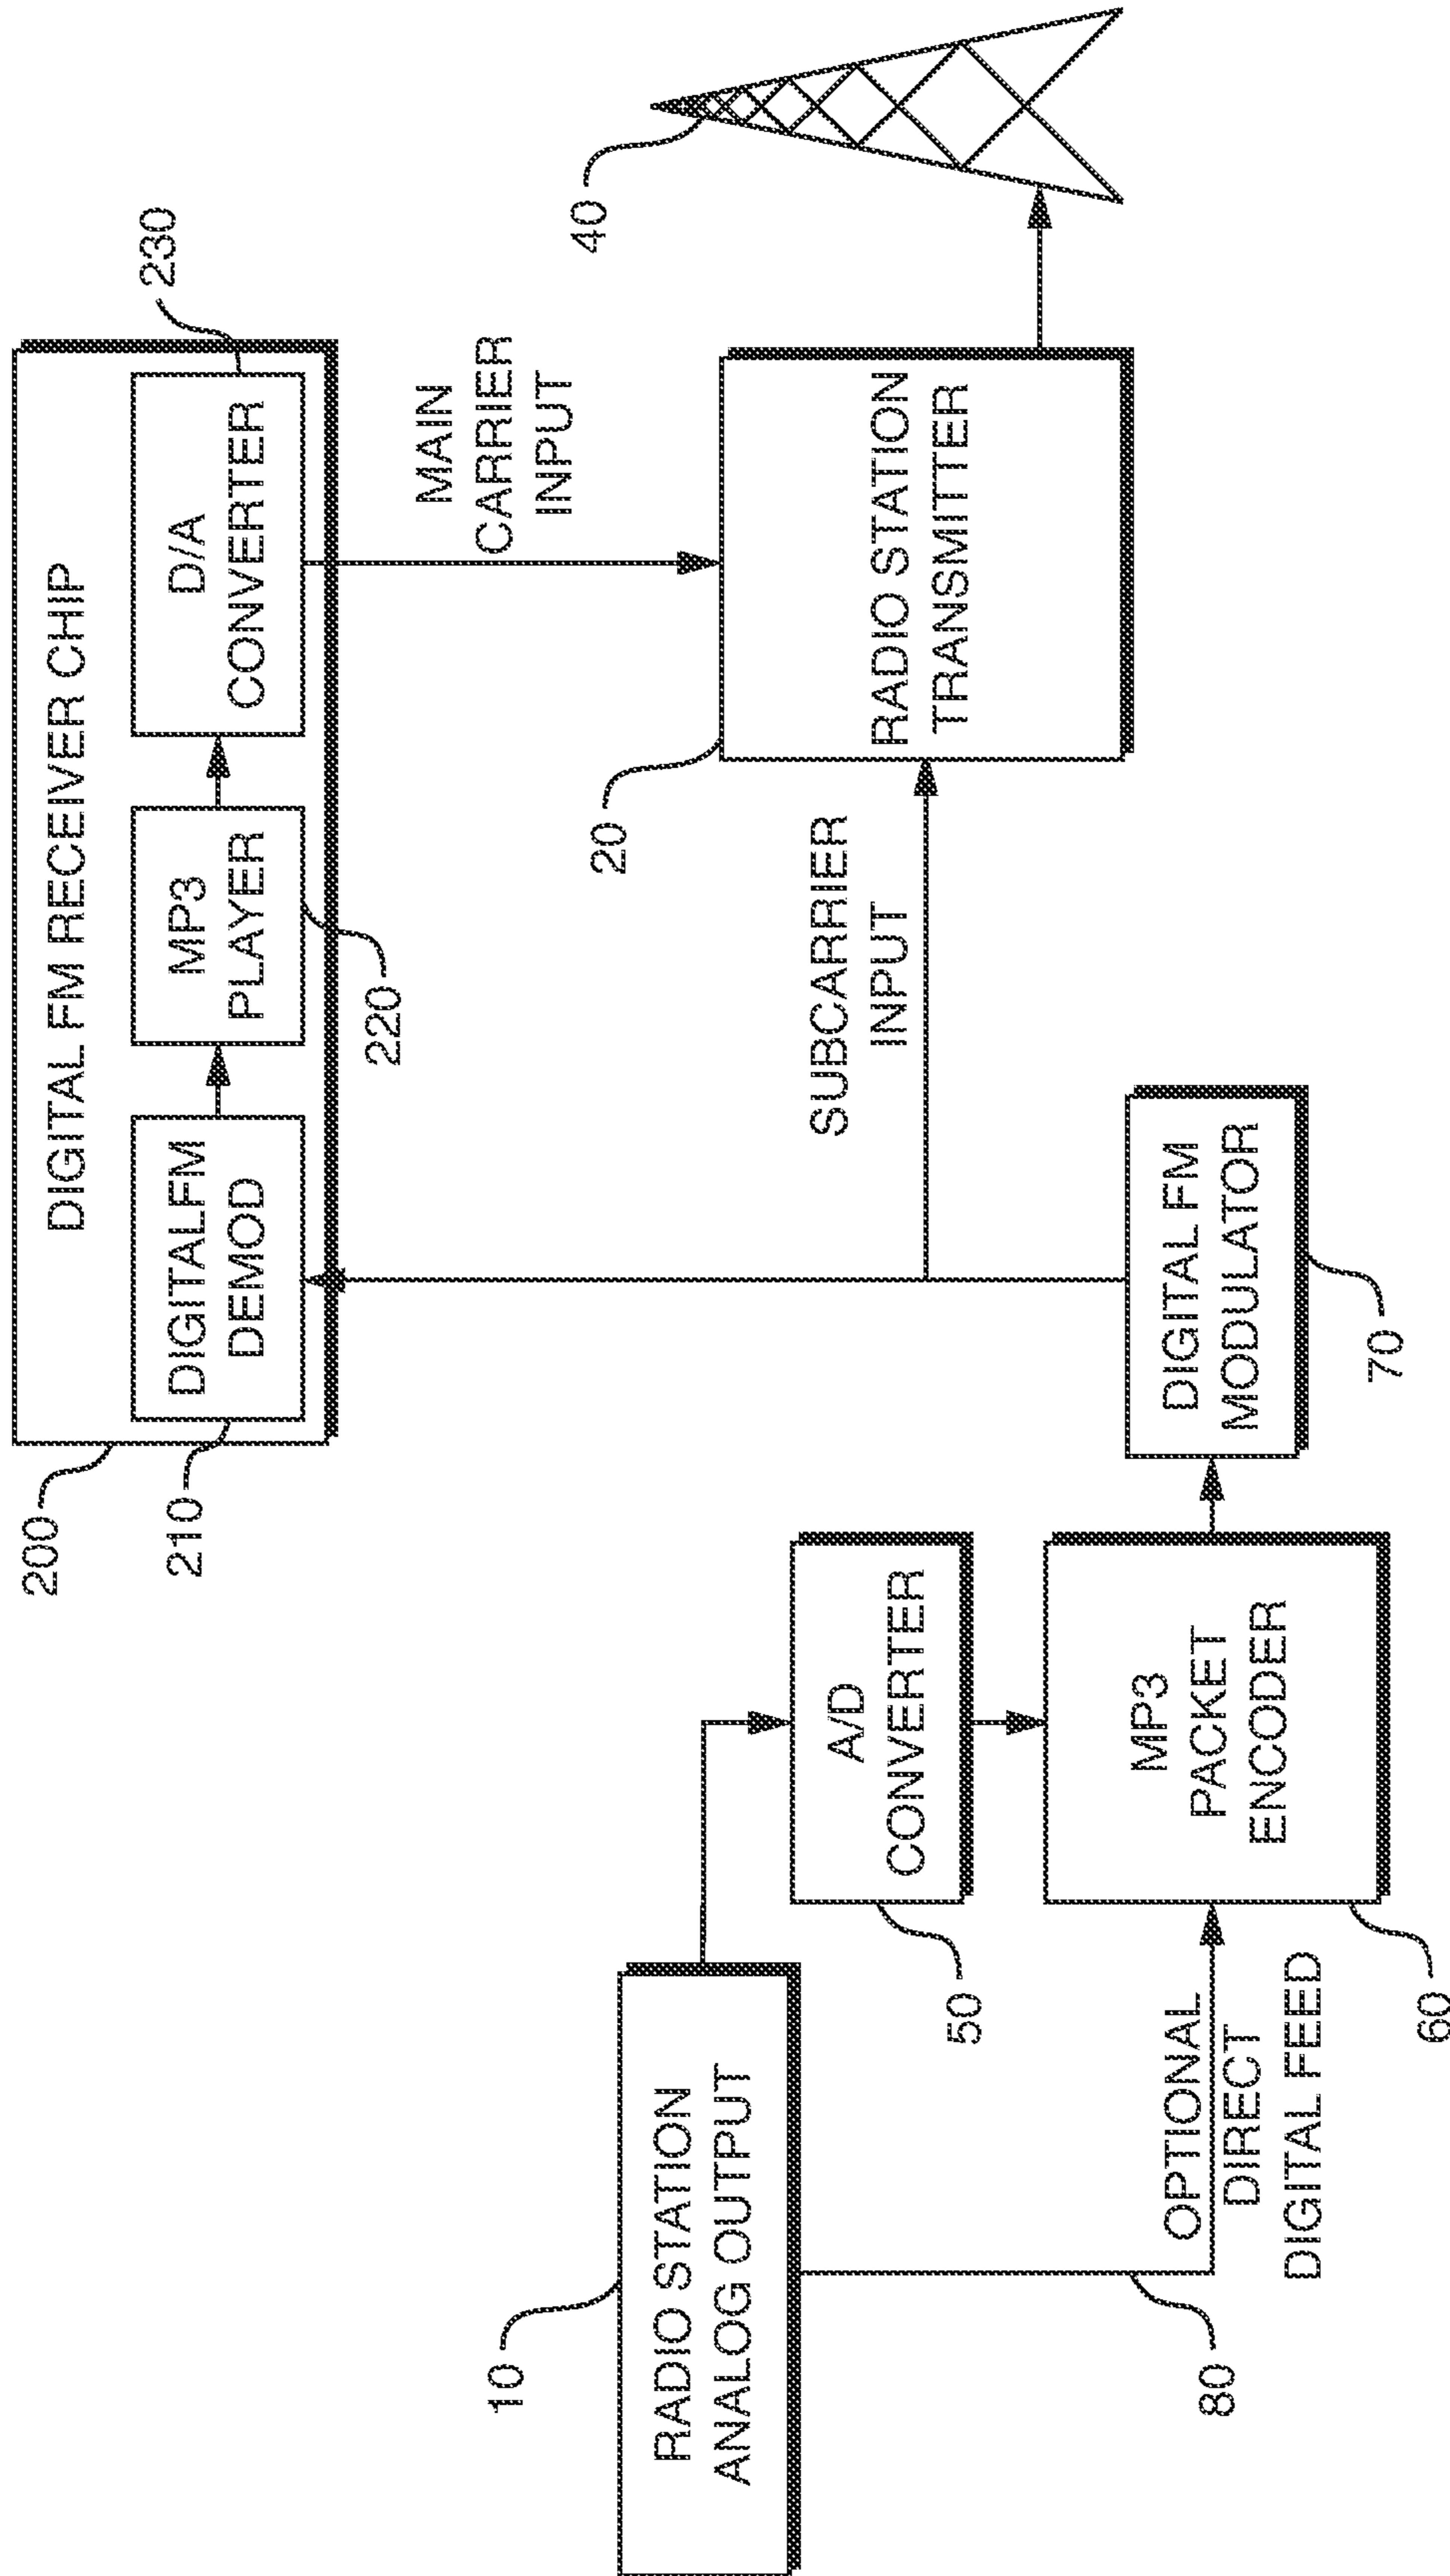 200
DIGITAL FM RECEIVER CHIP
210
DIGITALFM
DEMOD
MP3
PLAYER
220
D/A
CONVERTER
230
MAIN
CARRIER
INPUT
40
10
RADIO STATION
ANALOG OUTPUT
A/D
CONVERTER
50
SUBCARRIER
INPUT
20
RADIO STATION
TRANSMITTER
80
OPTIONAL
DIRECT
DIGITAL FEED
MP3
PACKET
ENCODER
60
DIGITAL FM
MODULATOR
70